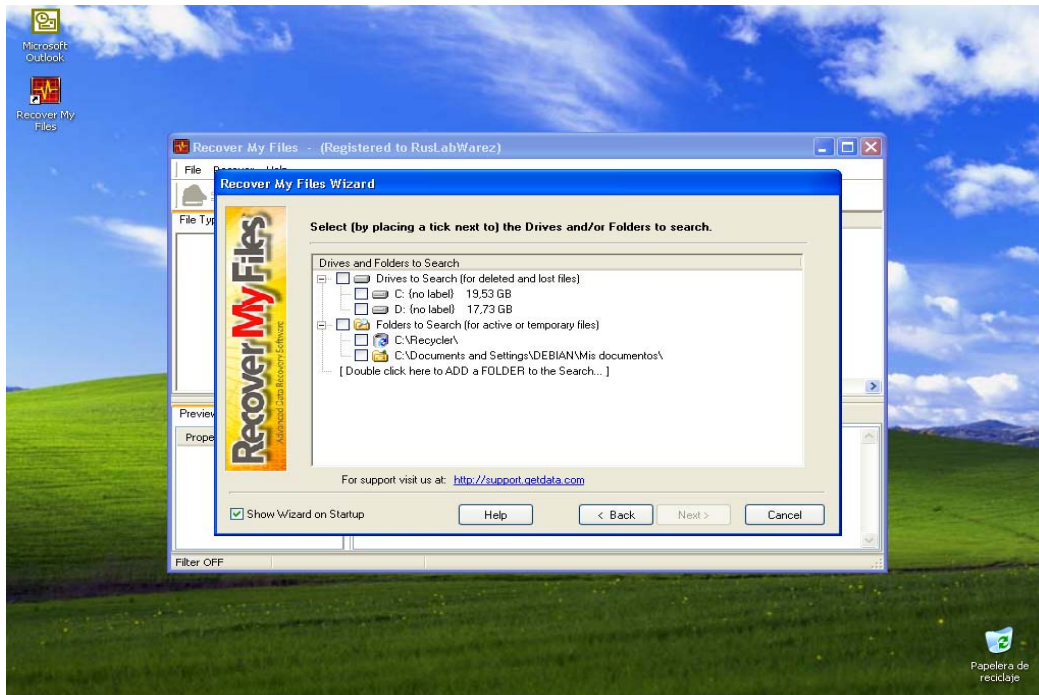 Microsoft
Outlook
Recover My
Files
Recover My Files - (Registered to RusLabWarez)
File Recover Help
Recover My Files Wizard
File Typ
Recover My Files
Advanced Data Recovery Software
Select (by placing a tick next to) the Drives and/or Folders to search.
Drives and Folders to Search
Drives to Search (for deleted and lost files)
C: {no label} 19,53 GB
D: {no label} 17,73 GB
Folders to Search (for active or temporary files)
C:\Recycler\
C:\Documents and Settings\DEBIAN\Mis documentos\
[ Double click here to ADD a FOLDER to the Search... ]
Preview
Prope
For support visit us at: http://support.getdata.com
Show Wizard on Startup
Help
< Back
Next >
Cancel
Filter OFF
Papelera de
reciclaje